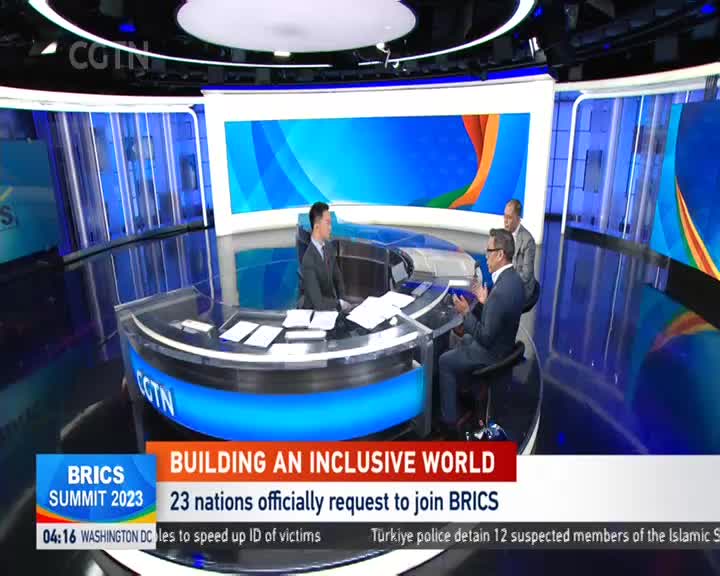 CGTN
CGTN
BRICS
SUMMIT 2023
BUILDING AN INCLUSIVE WORLD
23 nations officially request to join BRICS
04:16 WASHINGTON DC
les to speed up ID of victims
Türkiye police detain 12 suspected members of the Islamic S